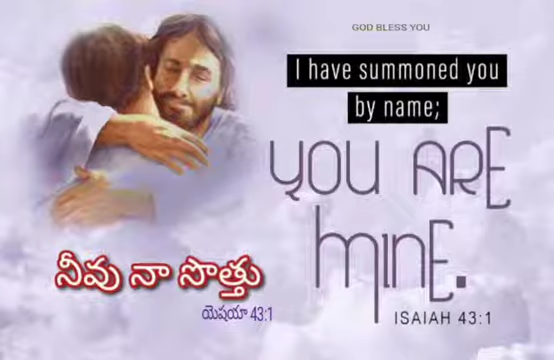 GOD BLESS YOU
I have summoned you
by name;
YOU ARE
MINE.
ISAIAH 43:1
నీవు నా సొత్తు
యెషయా 43:1